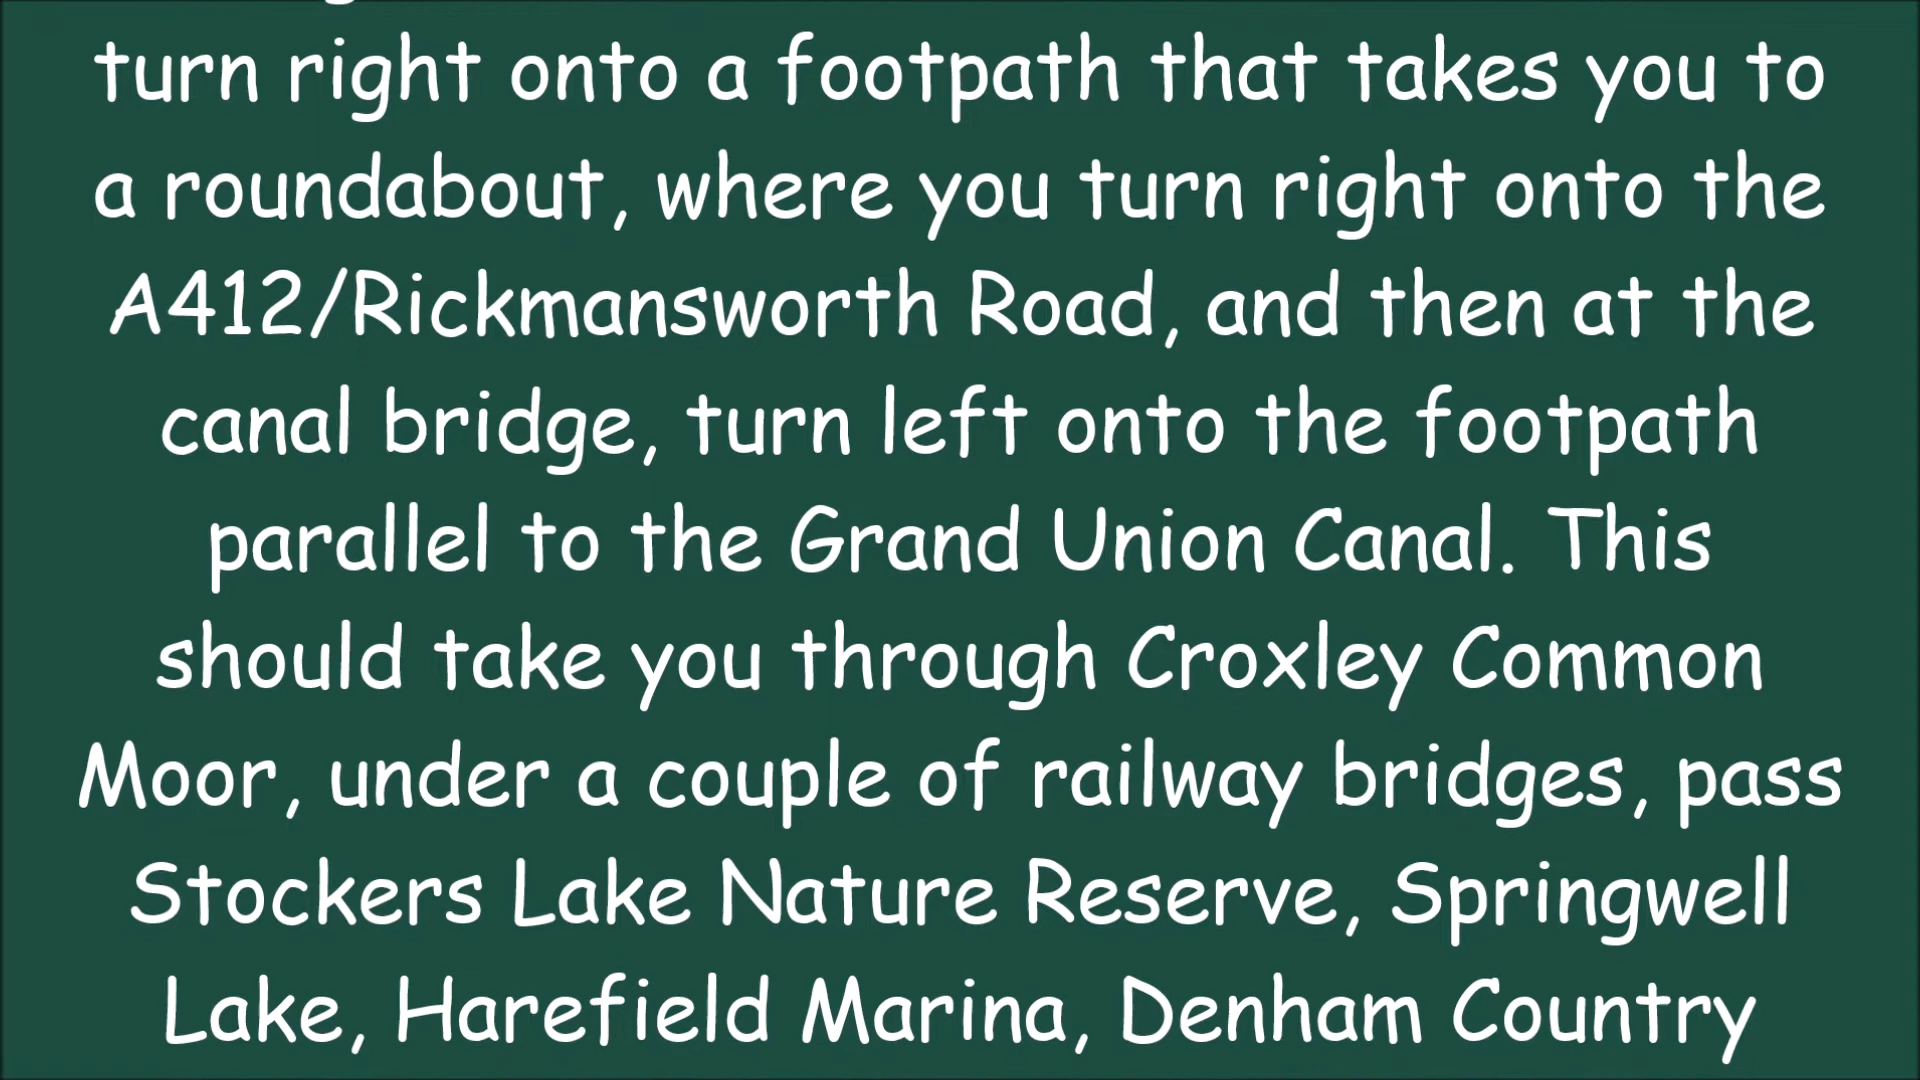 turn right onto a footpath that takes you to
a roundabout, where you turn right onto the
A412/Rickmansworth Road, and then at the
canal bridge, turn left onto the footpath
parallel to the Grand Union Canal. This
should take you through Croxley Common
Moor, under a couple of railway bridges, pass
Stockers Lake Nature Reserve, Springwell
Lake, Harefield Marina, Denham Country